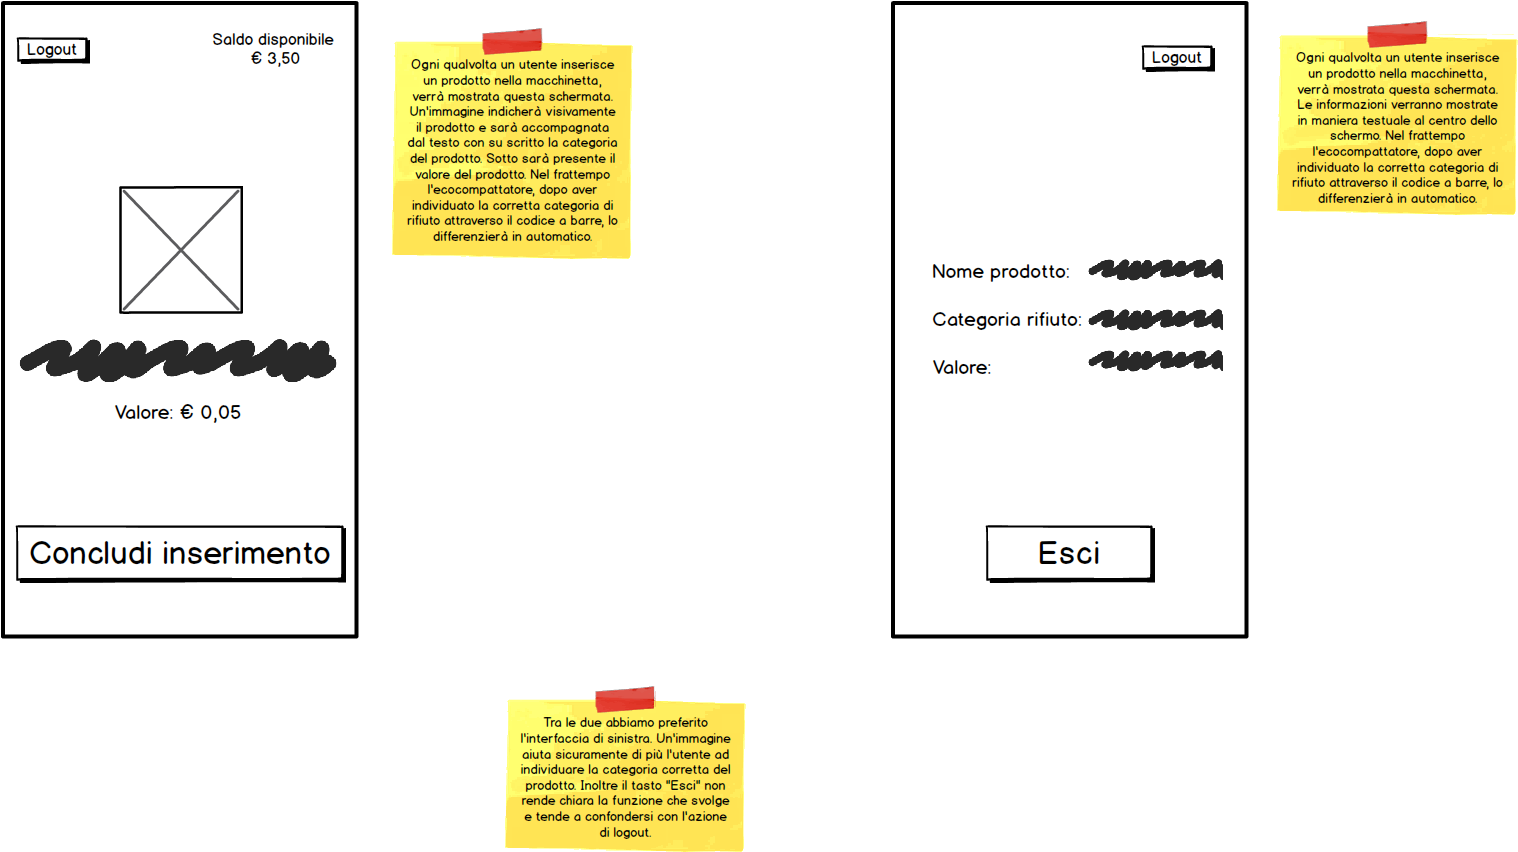 Logout
Saldo disponibile
€ 3,50
Valore: € 0,05
Concludi inserimento
Ogni qualvolta un utente inserisce
un prodotto nella macchinetta,
verrà mostrata questa schermata.
Un'immagine indicherà visivamente
il prodotto e sarà accompagnata
dal testo con su scritto la categoria
del prodotto. Sotto sarà presente il
valore del prodotto. Nel frattempo
l'ecocompattatore, dopo aver
individuato la corretta categoria di
rifiuto attraverso il codice a barre, lo
differenzierà in automatico.
Logout
Nome prodotto:
Categoria rifiuto:
Valore:
Esci
Ogni qualvolta un utente inserisce
un prodotto nella macchinetta,
verrà mostrata questa schermata.
Le informazioni verranno mostrate
in maniera testuale al centro dello
schermo. Nel frattempo
l'ecocompattatore, dopo aver
individuato la corretta categoria di
rifiuto attraverso il codice a barre, lo
differenzierà in automatico.
Tra le due abbiamo preferito
l'interfaccia di sinistra. Un'immagine
aiuta sicuramente di più l'utente ad
individuare la categoria corretta del
prodotto. Inoltre il tasto "Esci" non
rende chiara la funzione che svolge
e tende a confondersi con l'azione
di logout.